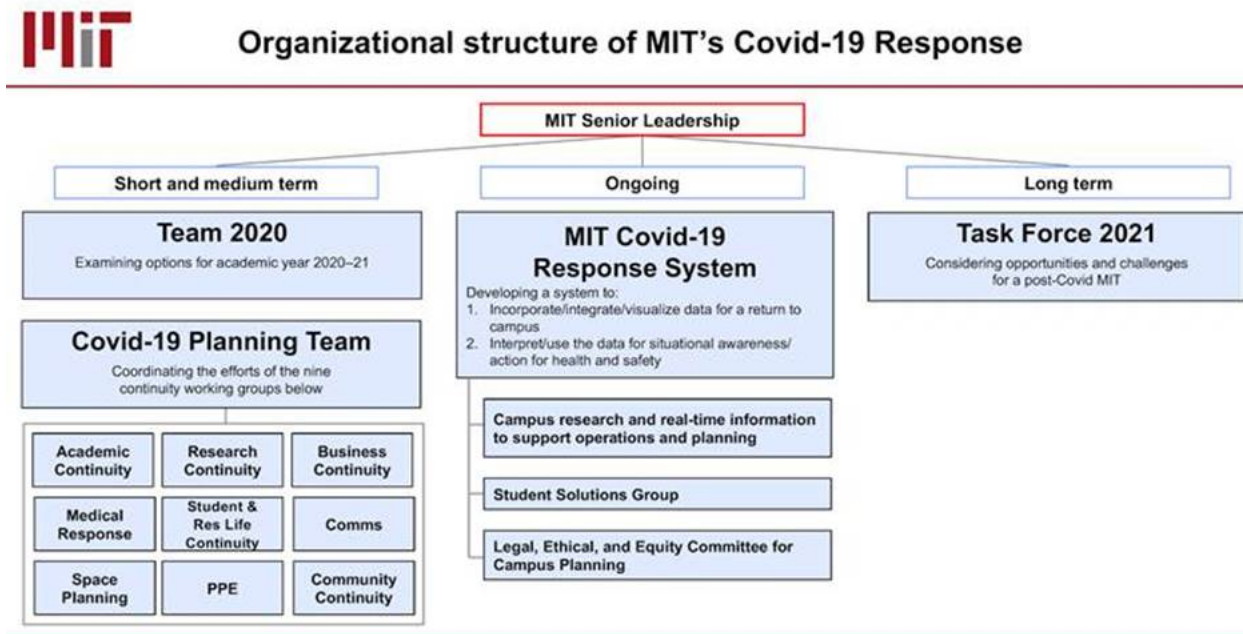 MIT
Organizational structure of MIT's Covid-19 Response
MIT Senior Leadership
Short and medium term
Team 2020
Examining options for academic year 2020–21
Covid-19 Planning Team
Coordinating the efforts of the nine
continuity working groups below
Academic
Continuity
Research
Continuity
Business
Continuity
Medical
Response
Student &
Res Life
Continuity
Comms
Space
Planning
PPE
Community
Continuity
Ongoing
MIT Covid-19
Response System
Developing a system to:
1. Incorporate/integrate/visualize data for a return to
campus
2. Interpret/use the data for situational awareness/
action for health and safety
Campus research and real-time information
to support operations and planning
Student Solutions Group
Legal, Ethical, and Equity Committee for
Campus Planning
Long term
Task Force 2021
Considering opportunities and challenges
for a post-Covid MIT